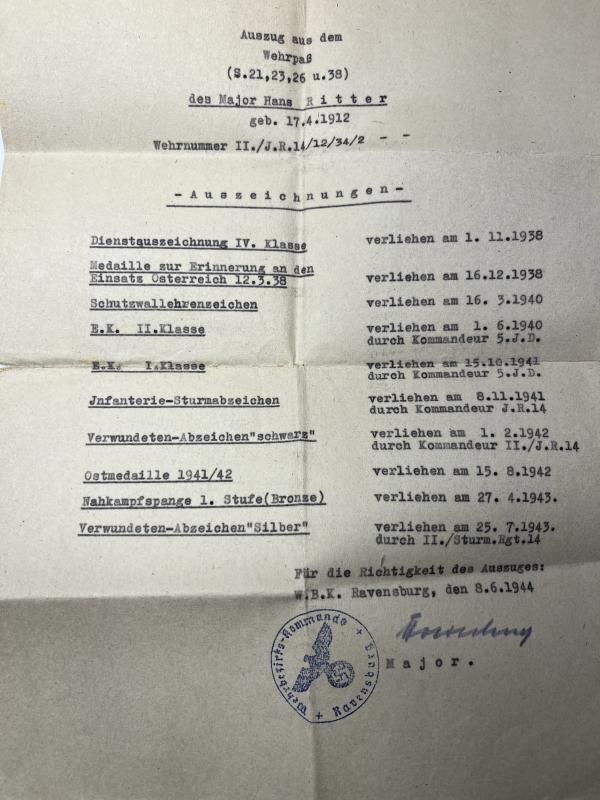 Auszug aus dem
Wehrpaß
(S.21,23,26 u.38)
des Major Hans R i t t e r
geb. 17.4.1912
Wehrnummer II./J.R.14/12/34/2 - -
- A u s z e i c h n u n g e n -
Dienstauszeichnung IV. Klasse verliehen am 1. 11.1938
Medaille zur Erinnerung an den
Einsatz Österreich 12.3.38 verliehen am 16.12.1938
Schutzwallehrenzeichen verliehen am 16. 3.1940
E.K. II.Klasse verliehen am 1. 6.1940
durch Kommandeur 5.J.D.
E.K. I.Klasse verliehen am 15.10.1941
durch Kommandeur 5.J.D.
Jnfanterie-Sturmabzeichen verliehen am 8.11.1941
durch Kommandeur J.R.14
Verwundeten-Abzeichen"schwarz" verliehen am 1. 2.1942
durch Kommandeur II./J.R.14
Ostmedaille 1941/42 verliehen am 15. 8.1942
Nahkampfspange 1. Stufe(Bronze) verliehen am 27. 4.1943.
Verwundeten-Abzeichen"Silber" verliehen am 25. 7.1943.
durch II./Sturm.Rgt.14
Für die Richtigkeit des Auszuges:
W.B.K. Ravensburg, den 8.6.1944
M a j o r .
Wehrbezirks-Kommando + Ravensburg +